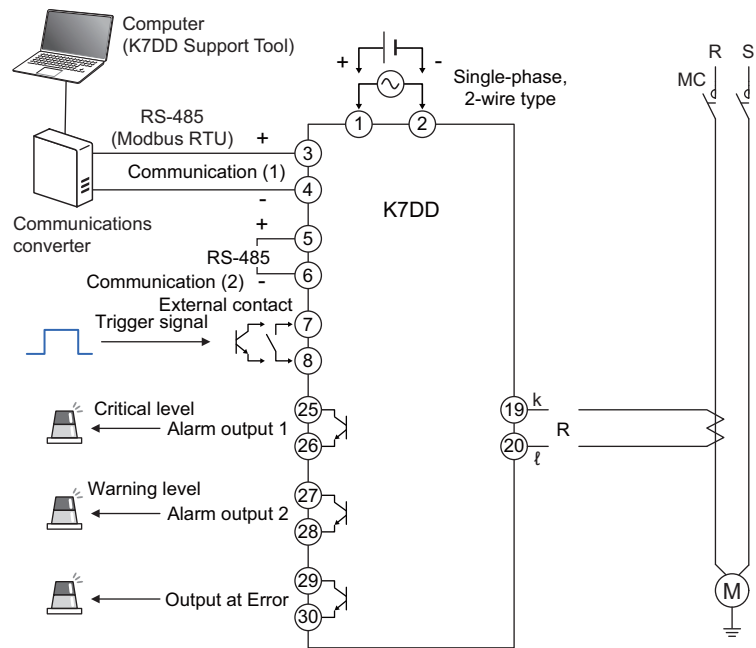 Computer
(K7DD Support Tool)
+
-
Single-phase,
2-wire type
R
S
MC
1
2
RS-485
(Modbus RTU)
+
3
Communication (1)
4
-
K7DD
Communications
converter
+
5
RS-485
6
Communication (2)
-
External contact
Trigger signal
7
8
Critical level
25
Alarm output 1
26
19
k
R
20
ℓ
Warning level
27
Alarm output 2
28
29
Output at Error
30
M